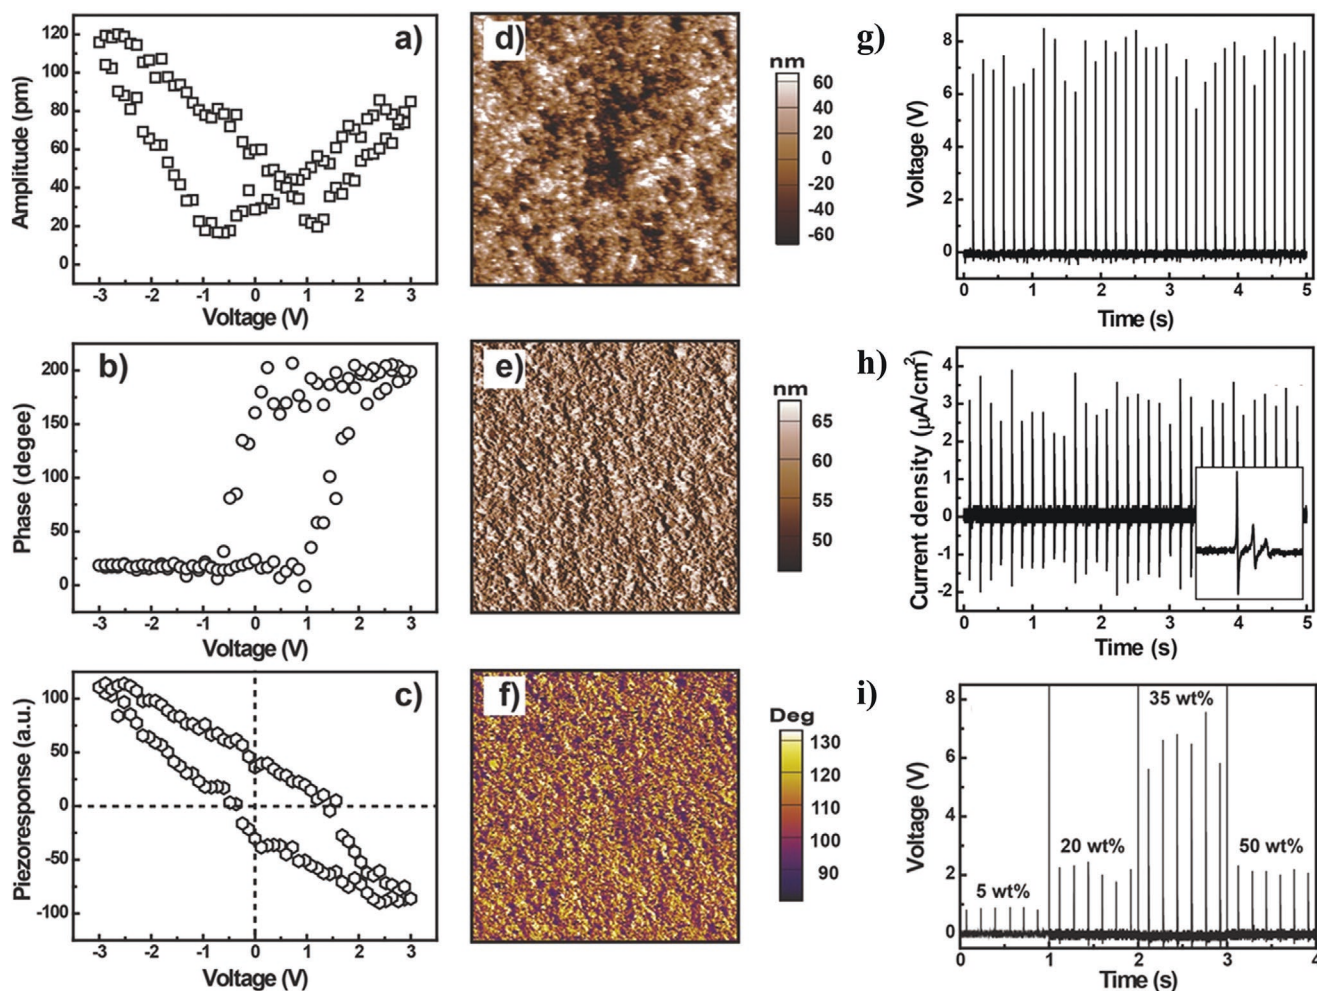 a)
Amplitude (pm)
120
100
80
60
40
20
0
-3 -2 -1 0 1 2 3
Voltage (V)
d)
nm
60
40
20
0
-20
-40
-60
g)
Voltage (V)
8
6
4
2
0
0 1 2 3 4 5
Time (s)
b)
Phase (degree)
200
150
100
50
0
-3 -2 -1 0 1 2 3
Voltage (V)
e)
nm
65
60
55
50
h)
Current density (μA/cm²)
4
3
2
1
0
-1
-2
0 1 2 3 4 5
Time (s)
c)
Piezoresponse (a.u.)
100
50
0
-50
-100
-3 -2 -1 0 1 2 3
Voltage (V)
f)
Deg
130
120
110
100
90
i)
Voltage (V)
8
6
4
2
0
5 wt%
20 wt%
35 wt%
50 wt%
0 1 2 3 4
Time (s)